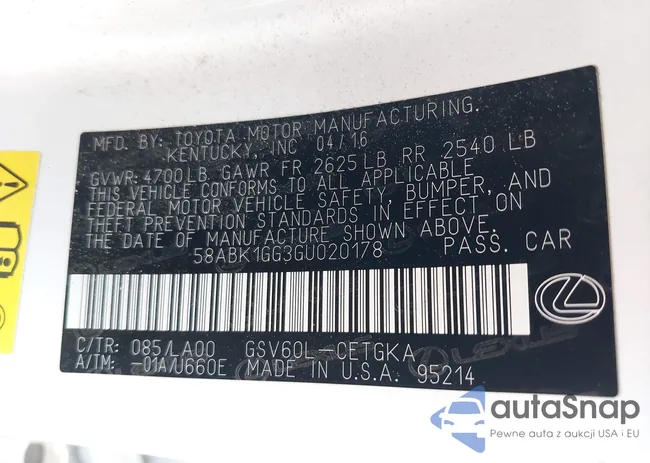 MFD. BY: TOYOTA MOTOR MANUFACTURING.
KENTUCKY, INC 04/16
GVWR: 4700LB GAWR FR 2625LB RR 2540 LB
THIS VEHICLE CONFORMS TO ALL APPLICABLE
FEDERAL MOTOR VEHICLE SAFETY, BUMPER, AND
THEFT PREVENTION STANDARDS IN EFFECT ON
THE DATE OF MANUFACTURE SHOWN ABOVE.
58ABK1GG3GU020178 PASS. CAR
C/TR: 085/LA00 GSV60L-CETGKA
A/TM: -01A/U660E MADE IN U.S.A. 95214
LEXUS
autaSnap
Pewne auta z aukcji USA i EU